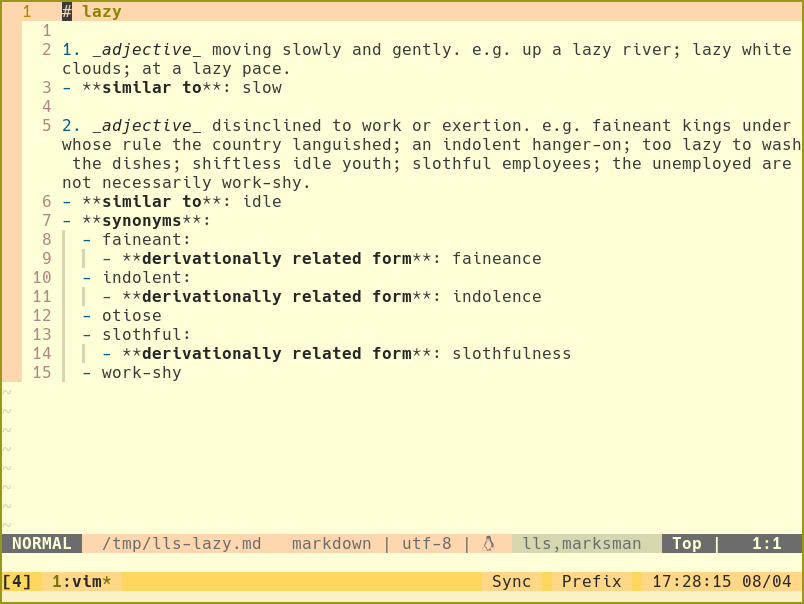 1 # lazy
1
2 1. _adjective_ moving slowly and gently. e.g. up a lazy river; lazy white
clouds; at a lazy pace.
3 - **similar to**: slow
4
5 2. _adjective_ disinclined to work or exertion. e.g. faineant kings under
whose rule the country languished; an indolent hanger-on; too lazy to wash
the dishes; shiftless idle youth; slothful employees; the unemployed are
not necessarily work-shy.
6 - **similar to**: idle
7 - **synonyms**:
8 - faineant:
9 - **derivationally related form**: faineance
10 - indolent:
11 - **derivationally related form**: indolence
12 - otiose
13 - slothful:
14 - **derivationally related form**: slothfulness
15 - work-shy
~
~
~
~
~
~
~
~
NORMAL /tmp/lls-lazy.md markdown | utf-8 | lls,marksman Top | 1:1
[4] 1:vim* Sync Prefix 17:28:15 08/04